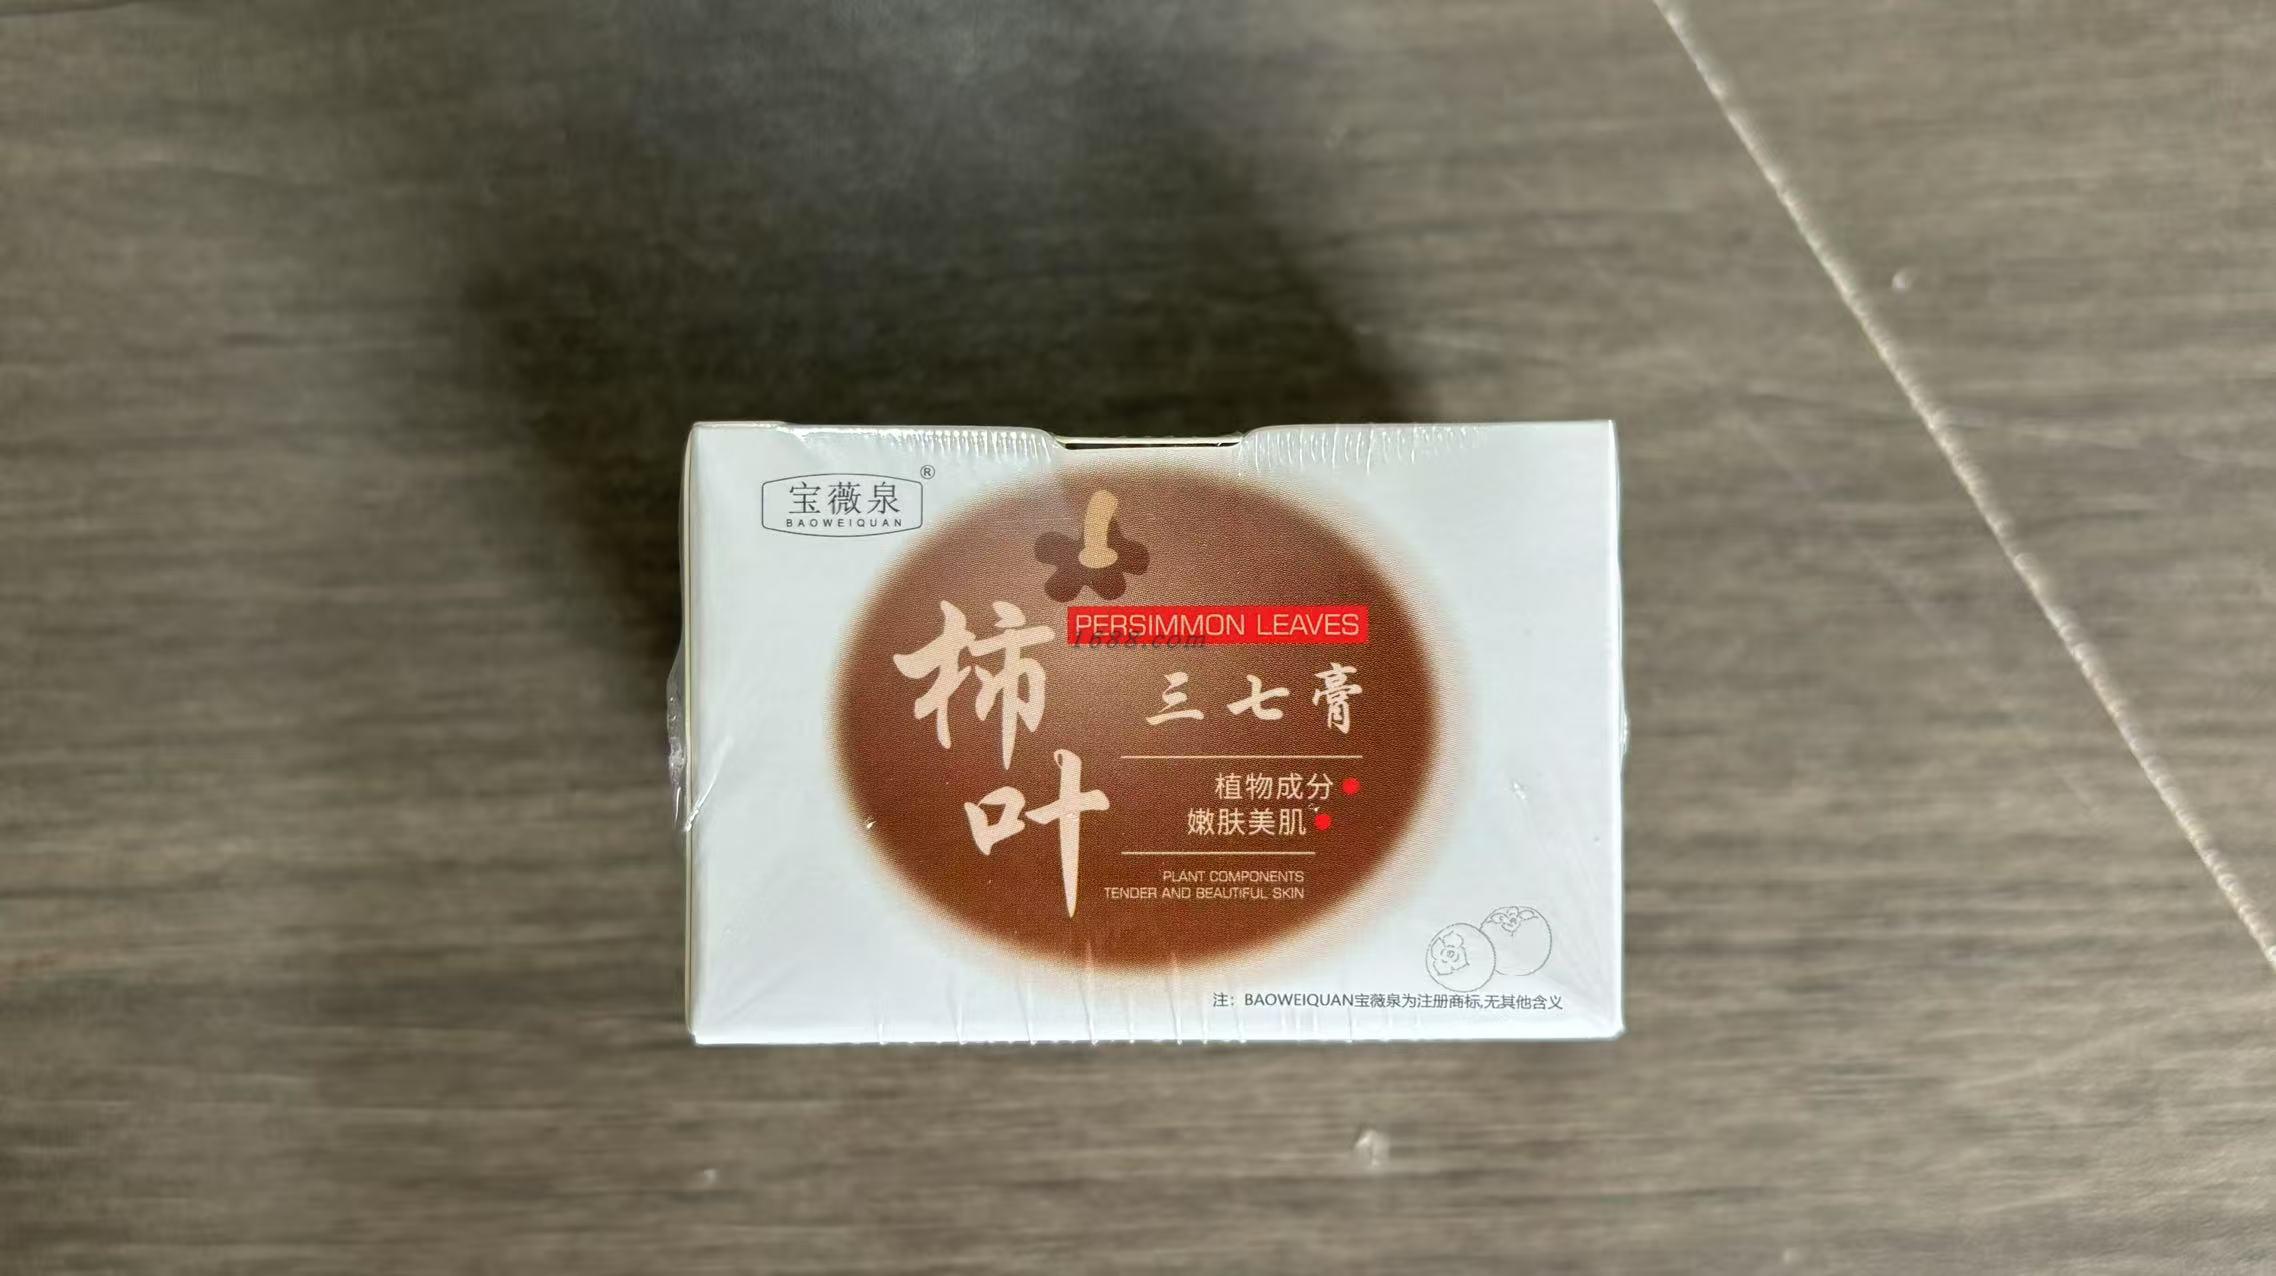 宝薇泉®
BAOWEIQUAN
PERSIMMON LEAVES
1688.com
柿叶
三七膏
植物成分
嫩肤美肌
PLANT COMPONENTS
TENDER AND BEAUTIFUL SKIN
注：BAOWEIQUAN宝薇泉为注册商标,无其他含义